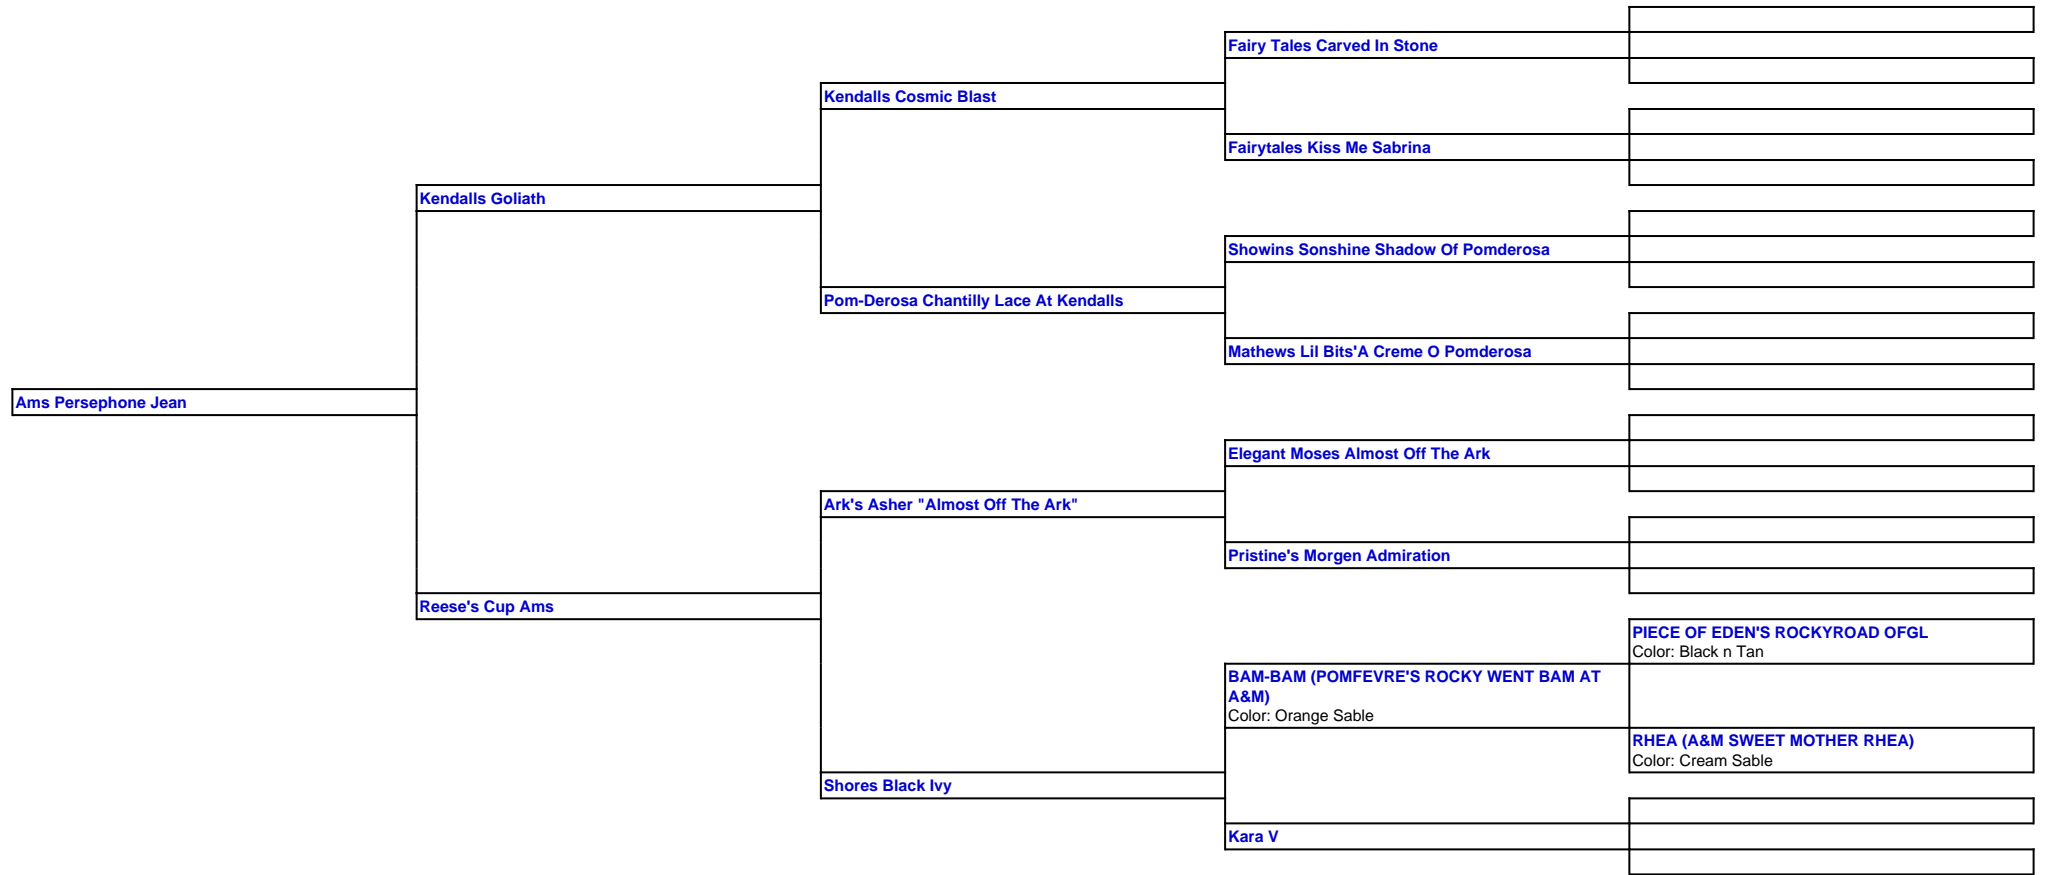 Fairy Tales Carved In Stone
Kendalls Cosmic Blast
Fairytales Kiss Me Sabrina
Kendalls Goliath
Showins Sonshine Shadow Of Pomderosa
Pom-Derosa Chantilly Lace At Kendalls
Mathews Lil Bits'A Creme O Pomderosa
Ams Persephone Jean
Elegant Moses Almost Off The Ark
Ark's Asher "Almost Off The Ark"
Pristine's Morgen Admiration
Reese's Cup Ams
PIECE OF EDEN'S ROCKYROAD OFGL
Color: Black n Tan
BAM-BAM (POMFEVRE'S ROCKY WENT BAM AT
A&M)
Color: Orange Sable
RHEA (A&M SWEET MOTHER RHEA)
Color: Cream Sable
Shores Black Ivy
Kara V